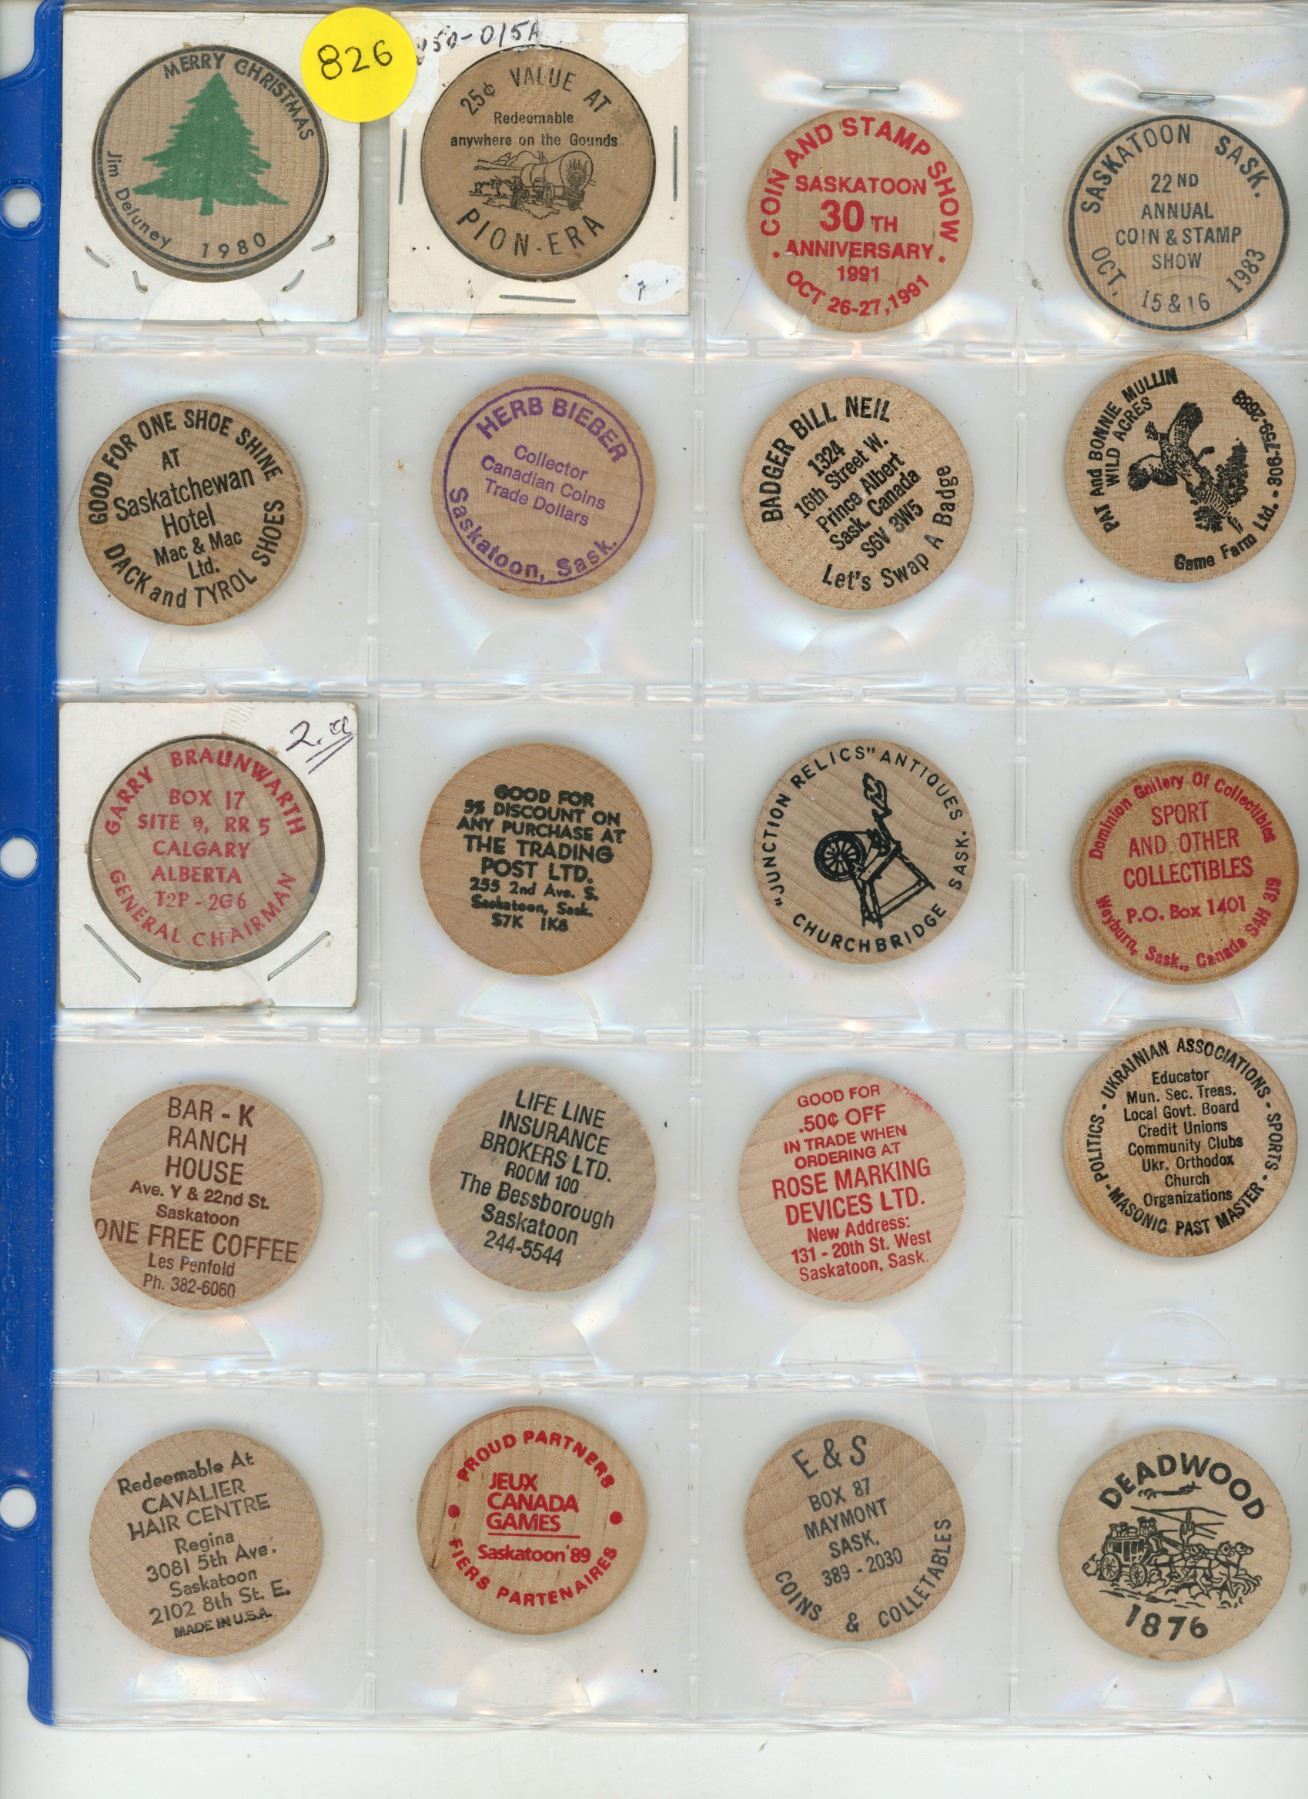 826
MERRY CHRISTMAS
Jim Deluney 1980
050-015A
25¢ VALUE AT
Redeemable
anywhere on the Gounds
PION-ERA
COIN AND STAMP SHOW
SASKATOON
30TH
ANNIVERSARY
1991
OCT 26-27, 1991
SASKATOON SASK.
22ND
ANNUAL
COIN & STAMP
SHOW
OCT. 15 & 16 1983
GOOD FOR ONE SHOE SHINE
AT
Saskatchewan
Hotel
Mac & Mac
Ltd.
DACK and TYROL SHOES
HERB BIEBER
Collector
Canadian Coins
Trade Dollars
Saskatoon, Sask.
BADGER BILL NEIL
1324
16th Street W.
Prince Albert
Sask. Canada
S6V 3W5
Let's Swap A Badge
PAT And BONNIE MULLIN
WILD ACRES
Game Farm Ltd. • 306-759-2688
2.00
GARRY BRAUNWARTH
BOX 17
SITE 9, RR 5
CALGARY
ALBERTA
T2P - 2G6
GENERAL CHAIRMAN
GOOD FOR
5% DISCOUNT ON
ANY PURCHASE AT
THE TRADING
POST LTD.
255 2nd Ave. S.
Saskatoon, Sask.
S7K 1K8
"JUNCTION RELICS" ANTIQUES
CHURCHBRIDGE SASK.
Dominion Gallery Of Collectibles
SPORT
AND OTHER
COLLECTIBLES
P.O. Box 1401
Weyburn, Sask., Canada S4H 3J9
BAR - K
RANCH
HOUSE
Ave. Y & 22nd St.
Saskatoon
ONE FREE COFFEE
Les Penfold
Ph. 382-6060
LIFE LINE
INSURANCE
BROKERS LTD.
ROOM 100
The Bessborough
Saskatoon
244-5544
GOOD FOR
.50¢ OFF
IN TRADE WHEN
ORDERING AT
ROSE MARKING
DEVICES LTD.
New Address:
131 - 20th St. West
Saskatoon, Sask.
- POLITICS - UKRAINIAN ASSOCIATIONS - SPORTS
Educator
Mun. Sec. Treas.
Local Govt. Board
Credit Unions
Community Clubs
Ukr. Orthodox
Church
Organizations
- MASONIC PAST MASTER -
Redeemable At
CAVALIER
HAIR CENTRE
Regina
3081 5th Ave.
Saskatoon
2102 8th St. E.
MADE IN U.S.A.
PROUD PARTNERS
JEUX
CANADA
GAMES
Saskatoon '89
FIERS PARTENAIRES
E & S
BOX 87
MAYMONT
SASK.
389 - 2030
COINS & COLLETABLES
DEADWOOD
1876